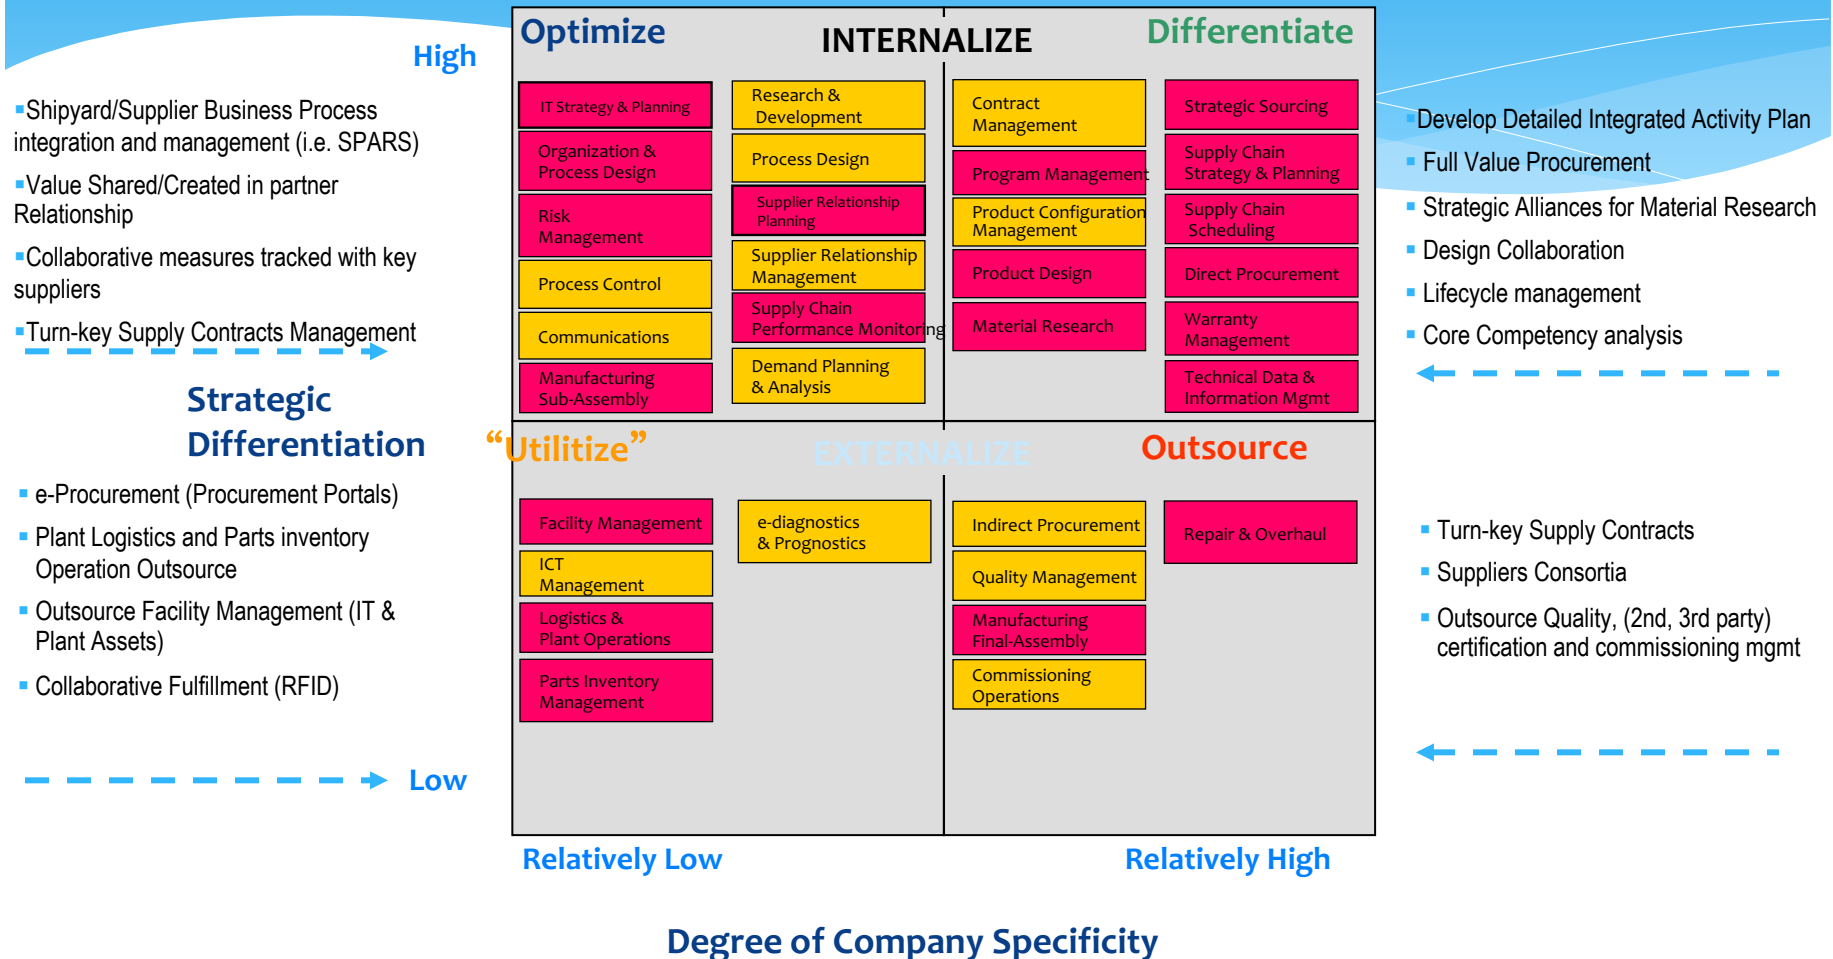 Optimize
INTERNALIZE
Differentiate
High
▪Shipyard/Supplier Business Process
integration and management (i.e. SPARS)
▪Value Shared/Created in partner
Relationship
▪Collaborative measures tracked with key
suppliers
▪Turn-key Supply Contracts Management
IT Strategy & Planning
Organization &
Process Design
Risk
Management
Process Control
Communications
Manufacturing
Sub-Assembly
Research &
Development
Process Design
Supplier Relationship
Planning
Supplier Relationship
Management
Supply Chain
Performance Monitoring
Demand Planning
& Analysis
Contract
Management
Program Management
Product Configuration
Management
Product Design
Material Research
Strategic Sourcing
Supply Chain
Strategy & Planning
Supply Chain
Scheduling
Direct Procurement
Warranty
Management
Technical Data &
Information Mgmt
▪Develop Detailed Integrated Activity Plan
▪ Full Value Procurement
▪ Strategic Alliances for Material Research
▪ Design Collaboration
▪ Lifecycle management
▪ Core Competency analysis
Strategic
Differentiation
“Utilitize”
EXTERNALIZE
Outsource
▪ e-Procurement (Procurement Portals)
▪ Plant Logistics and Parts inventory
Operation Outsource
▪ Outsource Facility Management (IT &
Plant Assets)
▪ Collaborative Fulfillment (RFID)
Facility Management
ICT
Management
Logistics &
Plant Operations
Parts Inventory
Management
e-diagnostics
& Prognostics
Indirect Procurement
Quality Management
Manufacturing
Final-Assembly
Commissioning
Operations
Repair & Overhaul
▪ Turn-key Supply Contracts
▪ Suppliers Consortia
▪ Outsource Quality, (2nd, 3rd party)
certification and commissioning mgmt
Low
Relatively Low
Relatively High
Degree of Company Specificity